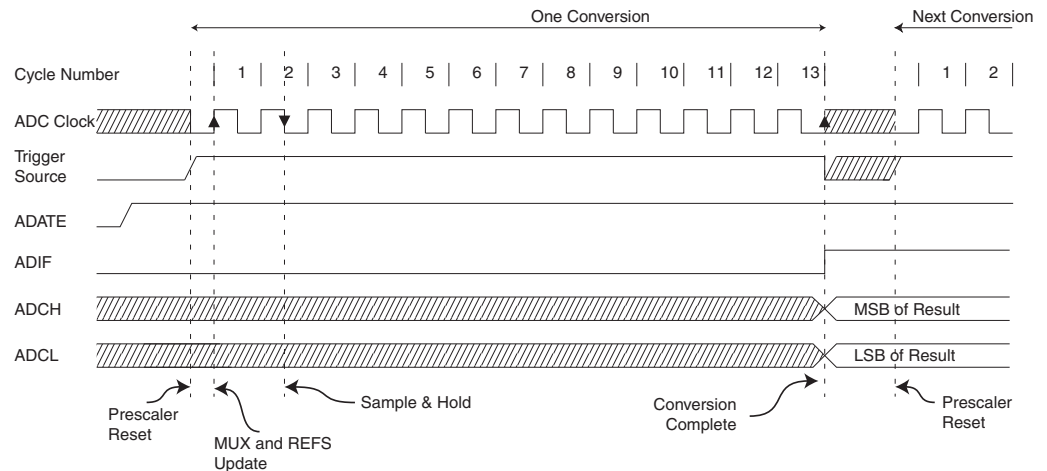 One Conversion
Next Conversion
Cycle Number
1 2 3 4 5 6 7 8 9 10 11 12 13 1 2
ADC Clock
Trigger
Source
ADATE
ADIF
ADCH
MSB of Result
ADCL
LSB of Result
Prescaler
Reset
MUX and REFS
Update
Sample & Hold
Conversion
Complete
Prescaler
Reset